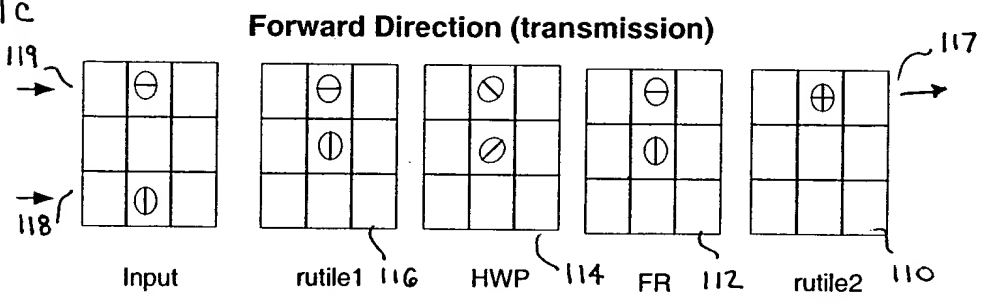 1C
Forward Direction (transmission)
119
117
118
Input
rutile1 116
HWP 114
FR 112
rutile2 110